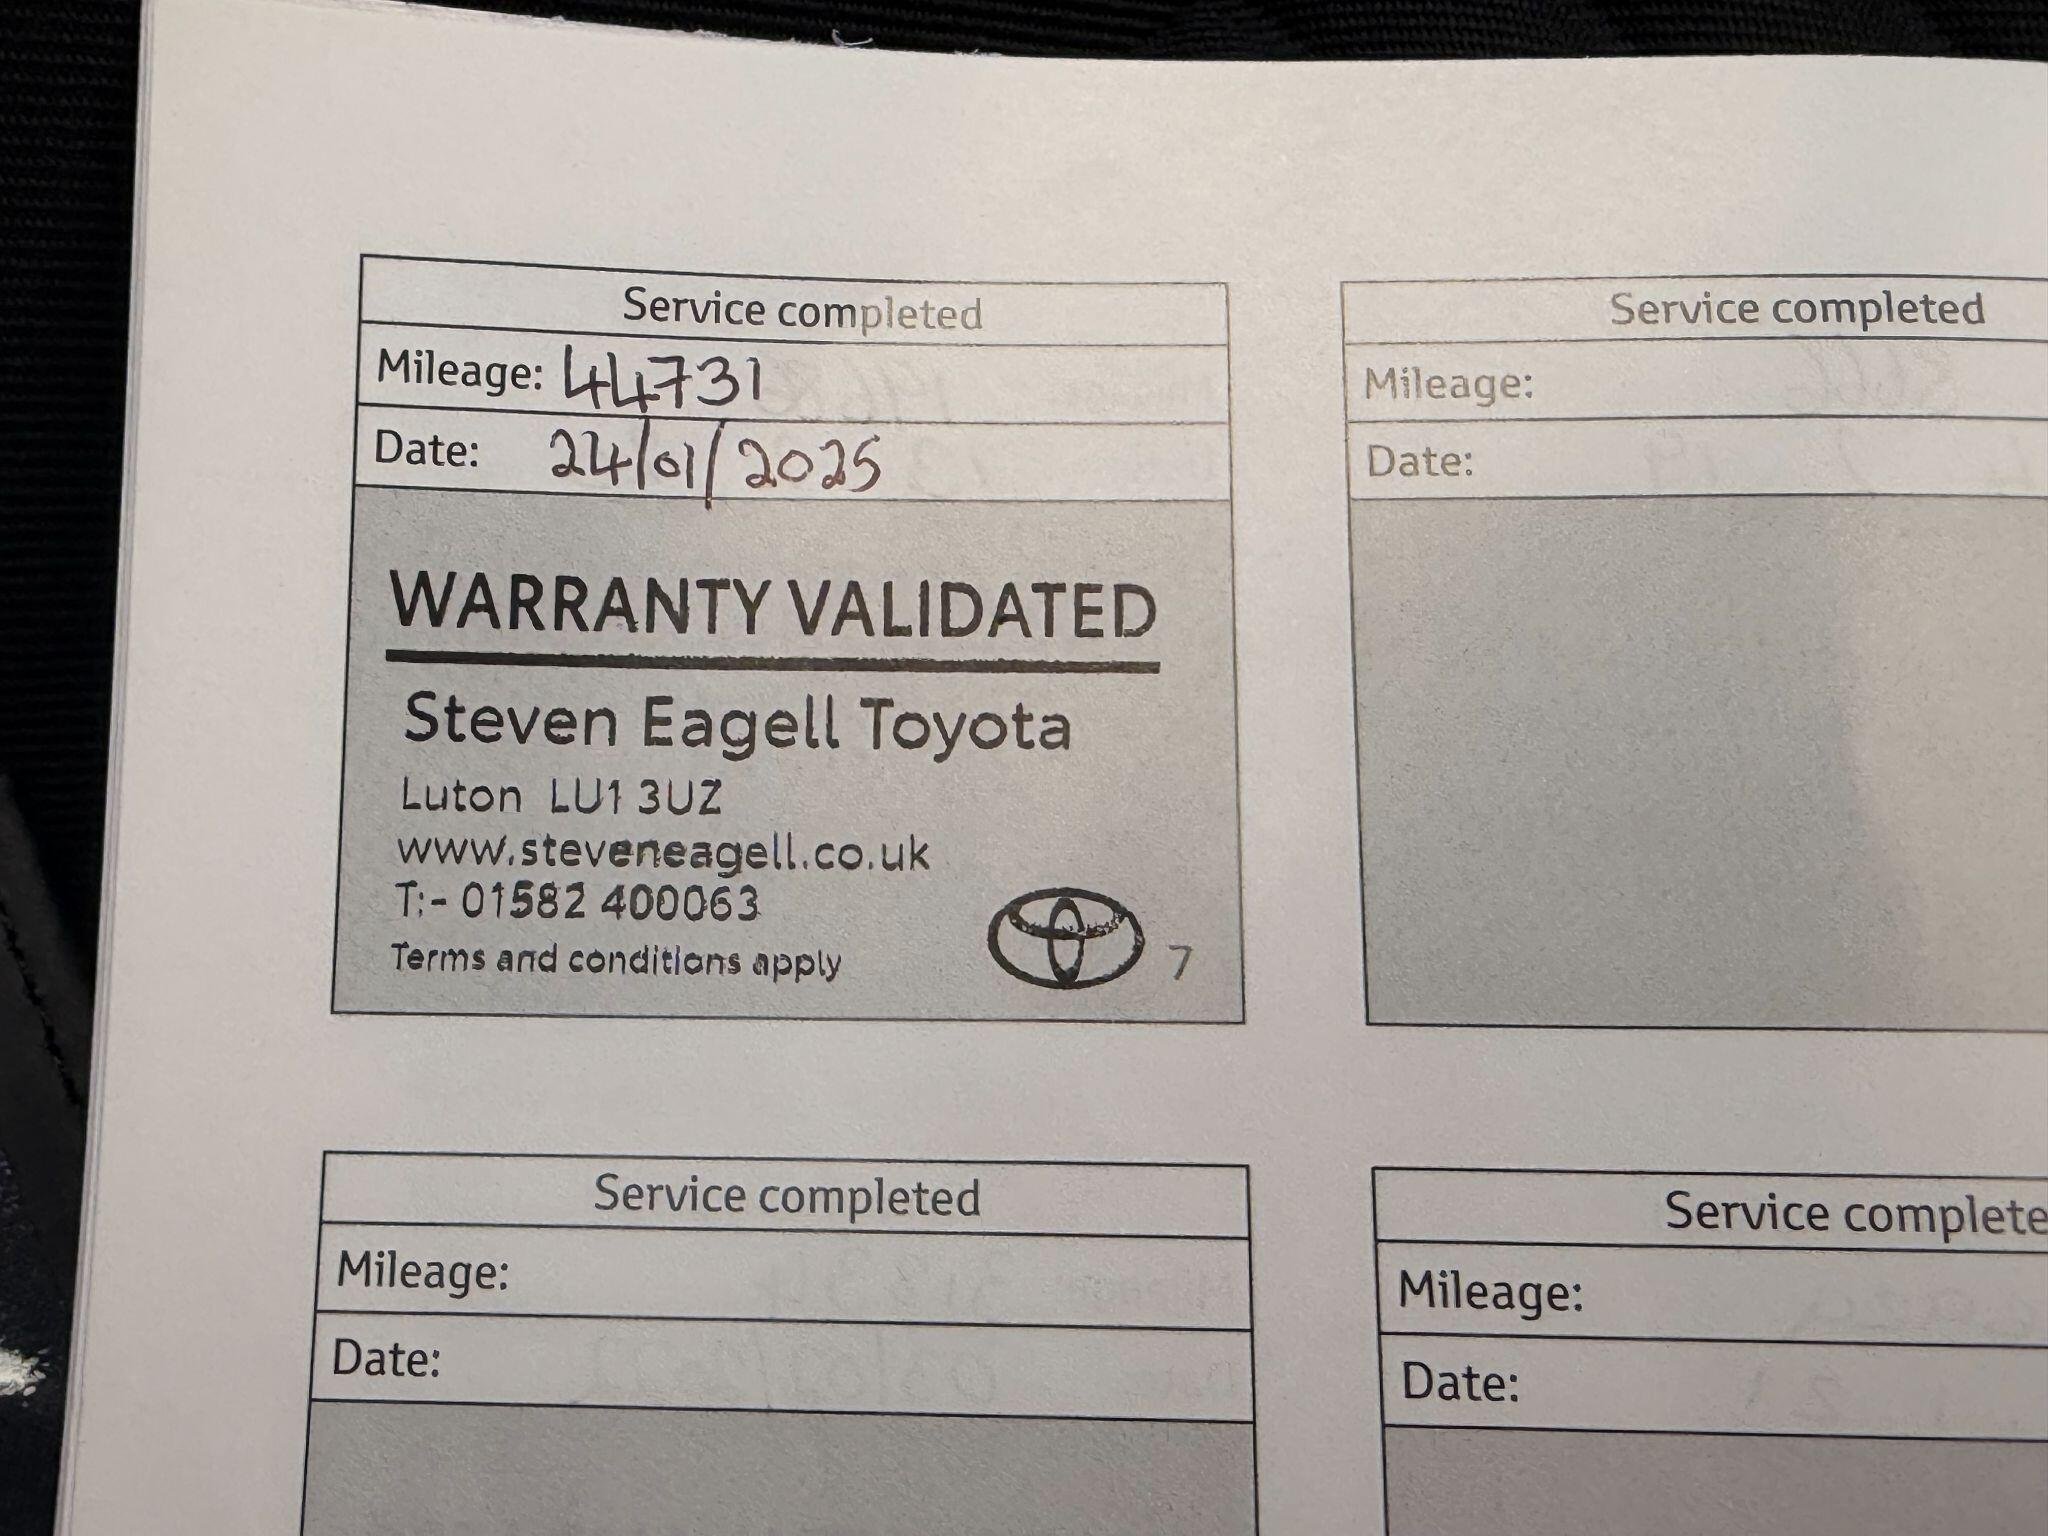 Service completed
Mileage: 44731
Date: 24/01/2025
WARRANTY VALIDATED
Steven Eagell Toyota
Luton LU1 3UZ
www.steveneagell.co.uk
T:- 01582 400063
Terms and conditions apply
7
Service completed
Mileage:
Date:
Service completed
Mileage:
Date:
Service complete
Mileage:
Date: